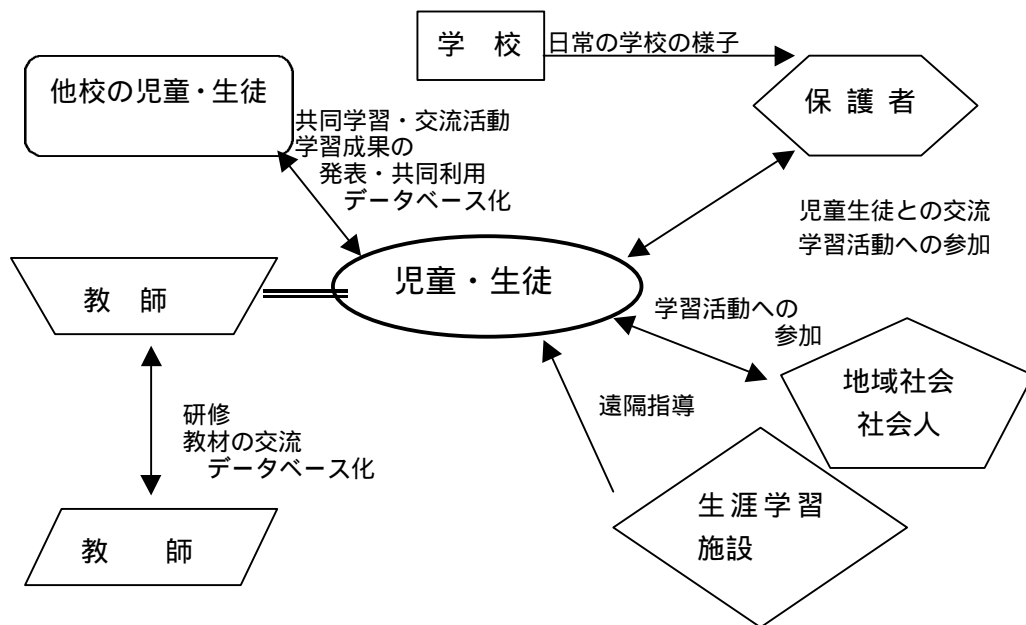 学 校
日常の学校の様子
他校の児童・生徒
保 護 者
共同学習・交流活動
学習成果の
発表・共同利用
データベース化
児童生徒との交流
学習活動への参加
児童・生徒
教 師
学習活動への
参加
地域社会
社会人
遠隔指導
研修
教材の交流
データベース化
生涯学習
施設
教 師